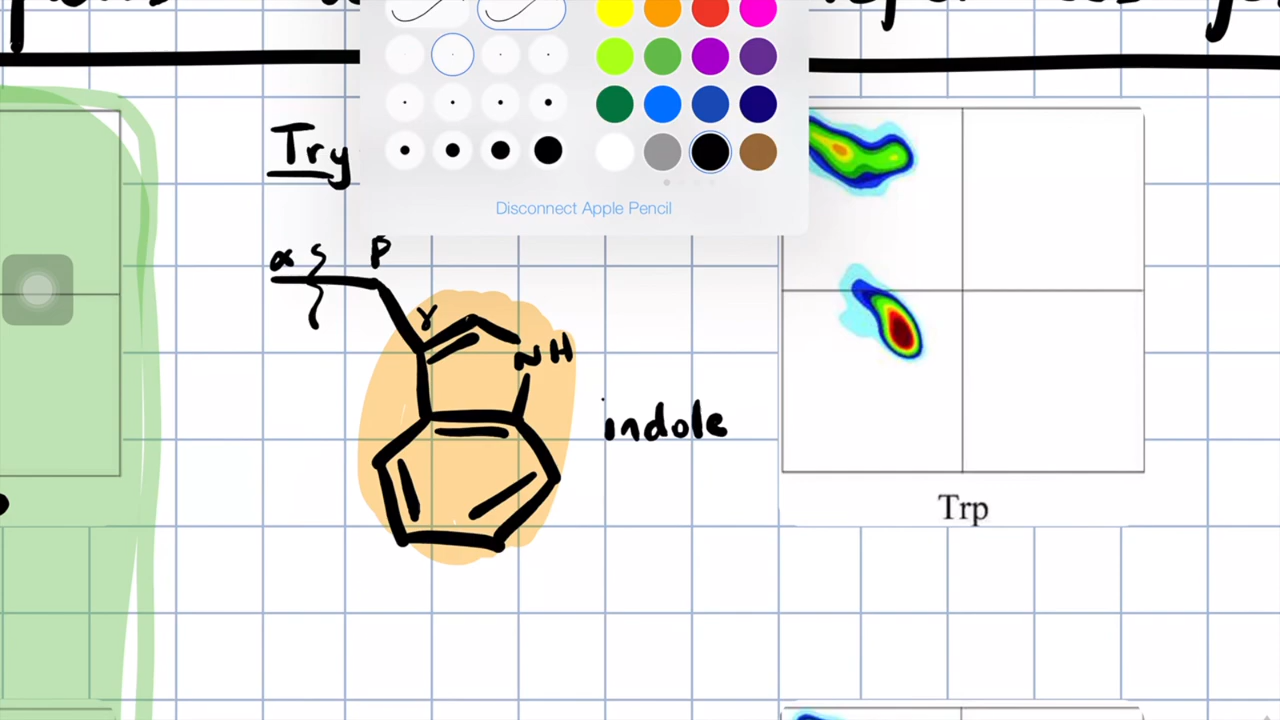 Try
Disconnect Apple Pencil
α
β
γ
NH
indole
Trp